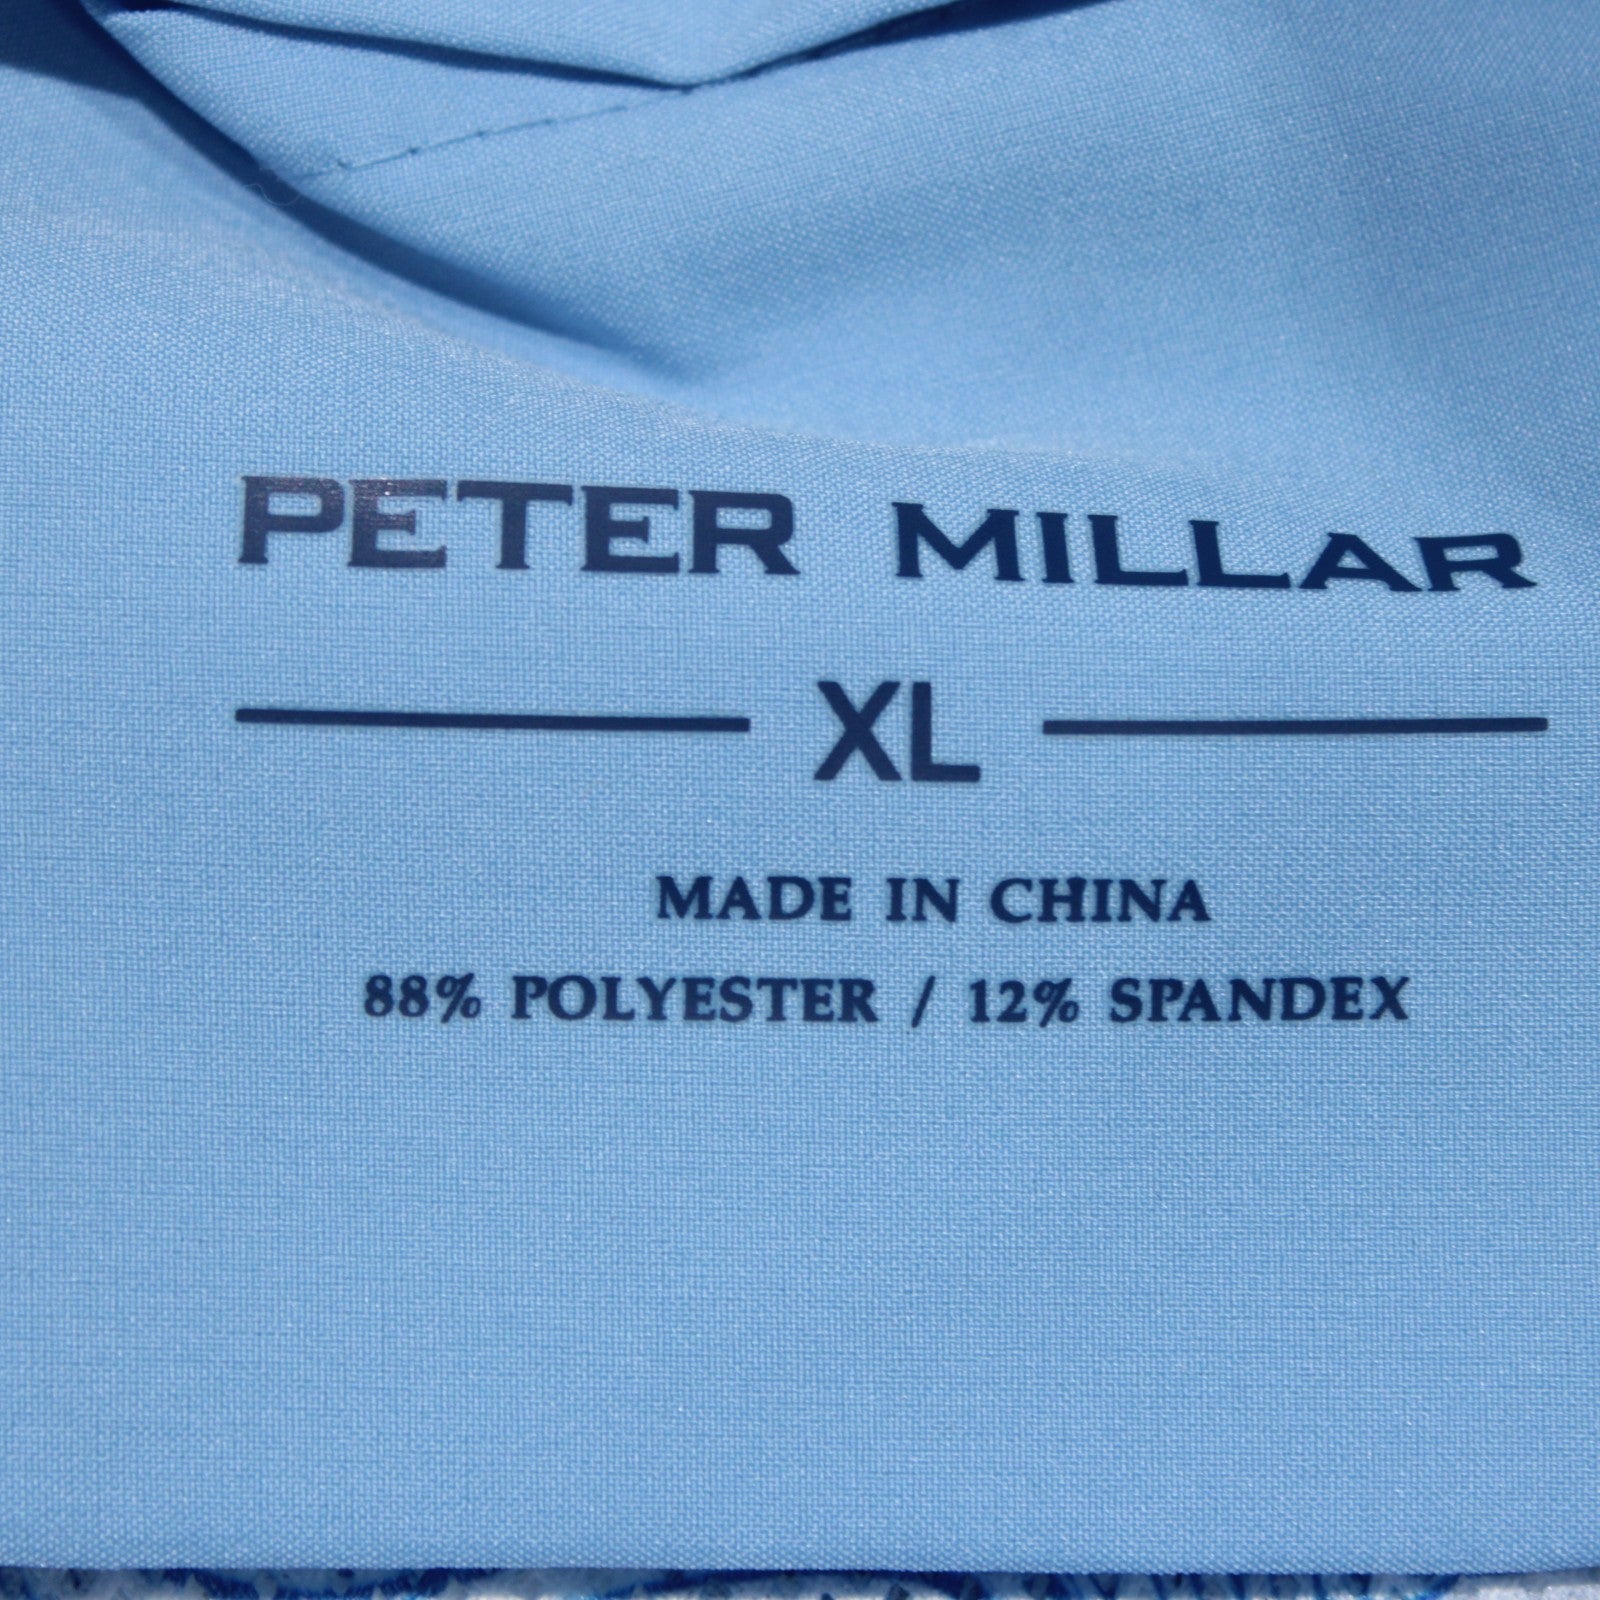 PETER MILLAR
XL
MADE IN CHINA
88% POLYESTER / 12% SPANDEX